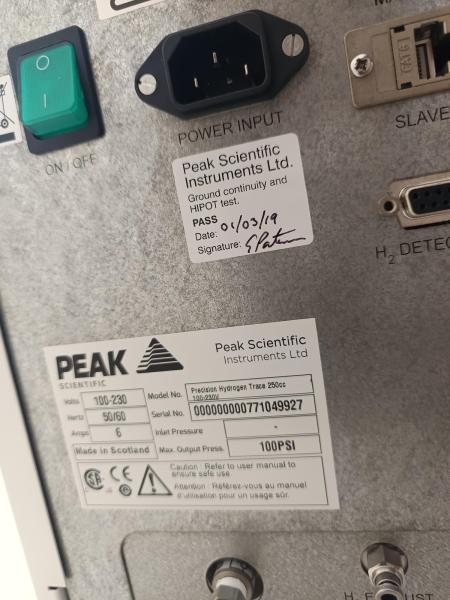 O
I
ON / OFF
POWER INPUT
SLAVE
H2 DETEC
Peak Scientific
Instruments Ltd.
Ground continuity and
HIPOT test.
PASS
Date: 01/03/19
Signature:
PEAK
SCIENTIFIC
Peak Scientific
Instruments Ltd
Volts 100-230
Hertz 50/60
Amps 6
Made in Scotland
Model No. Precision Hydrogen Trace 250cc
100-230V
Serial No. 000000000771049927
Inlet Pressure -
Max. Output Press. 100PSI
CE
Caution : Refer to user manual to
ensure safe use.
Attention : Référez-vous au manuel
d'utilisation pour un usage sûr.